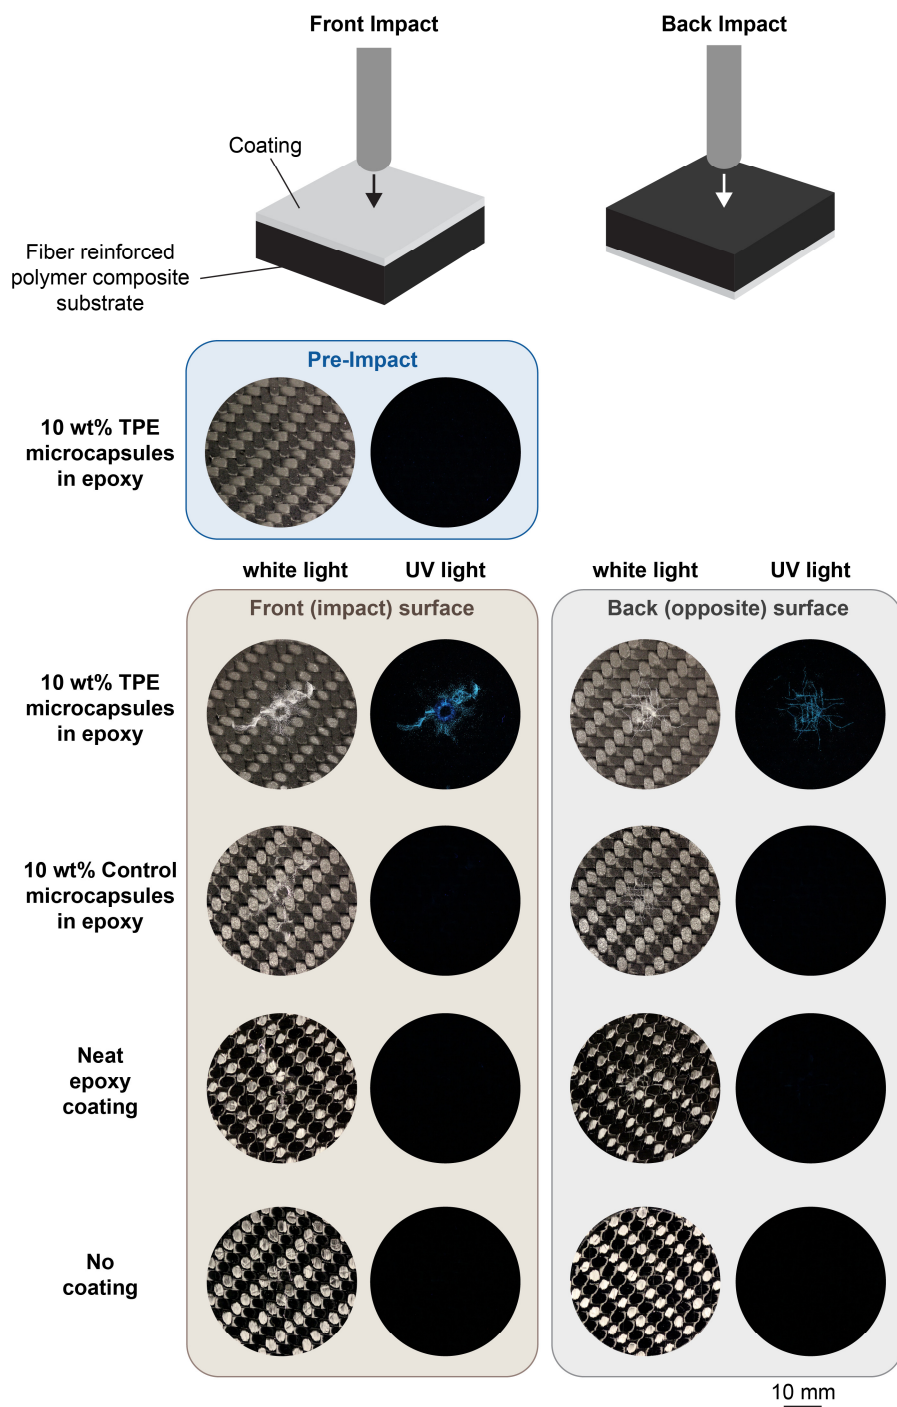 Front Impact
Back Impact
Coating
Fiber reinforced
polymer composite
substrate
Pre-Impact
10 wt% TPE
microcapsules
in epoxy
white light
UV light
white light
UV light
Front (impact) surface
Back (opposite) surface
10 wt% TPE
microcapsules
in epoxy
10 wt% Control
microcapsules
in epoxy
Neat
epoxy
coating
No
coating
10 mm